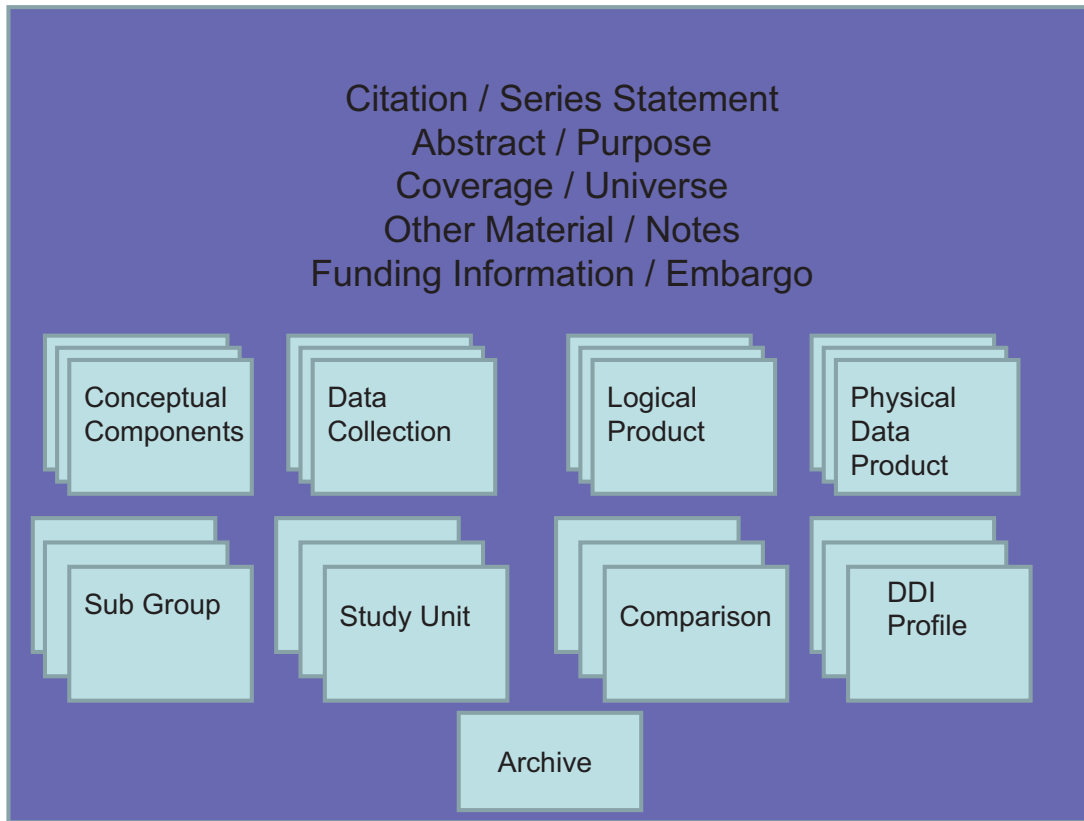 Citation / Series Statement
Abstract / Purpose
Coverage / Universe
Other Material / Notes
Funding Information / Embargo
Conceptual
Components
Data
Collection
Logical
Product
Physical
Data
Product
Sub Group
Study Unit
Comparison
DDI
Profile
Archive